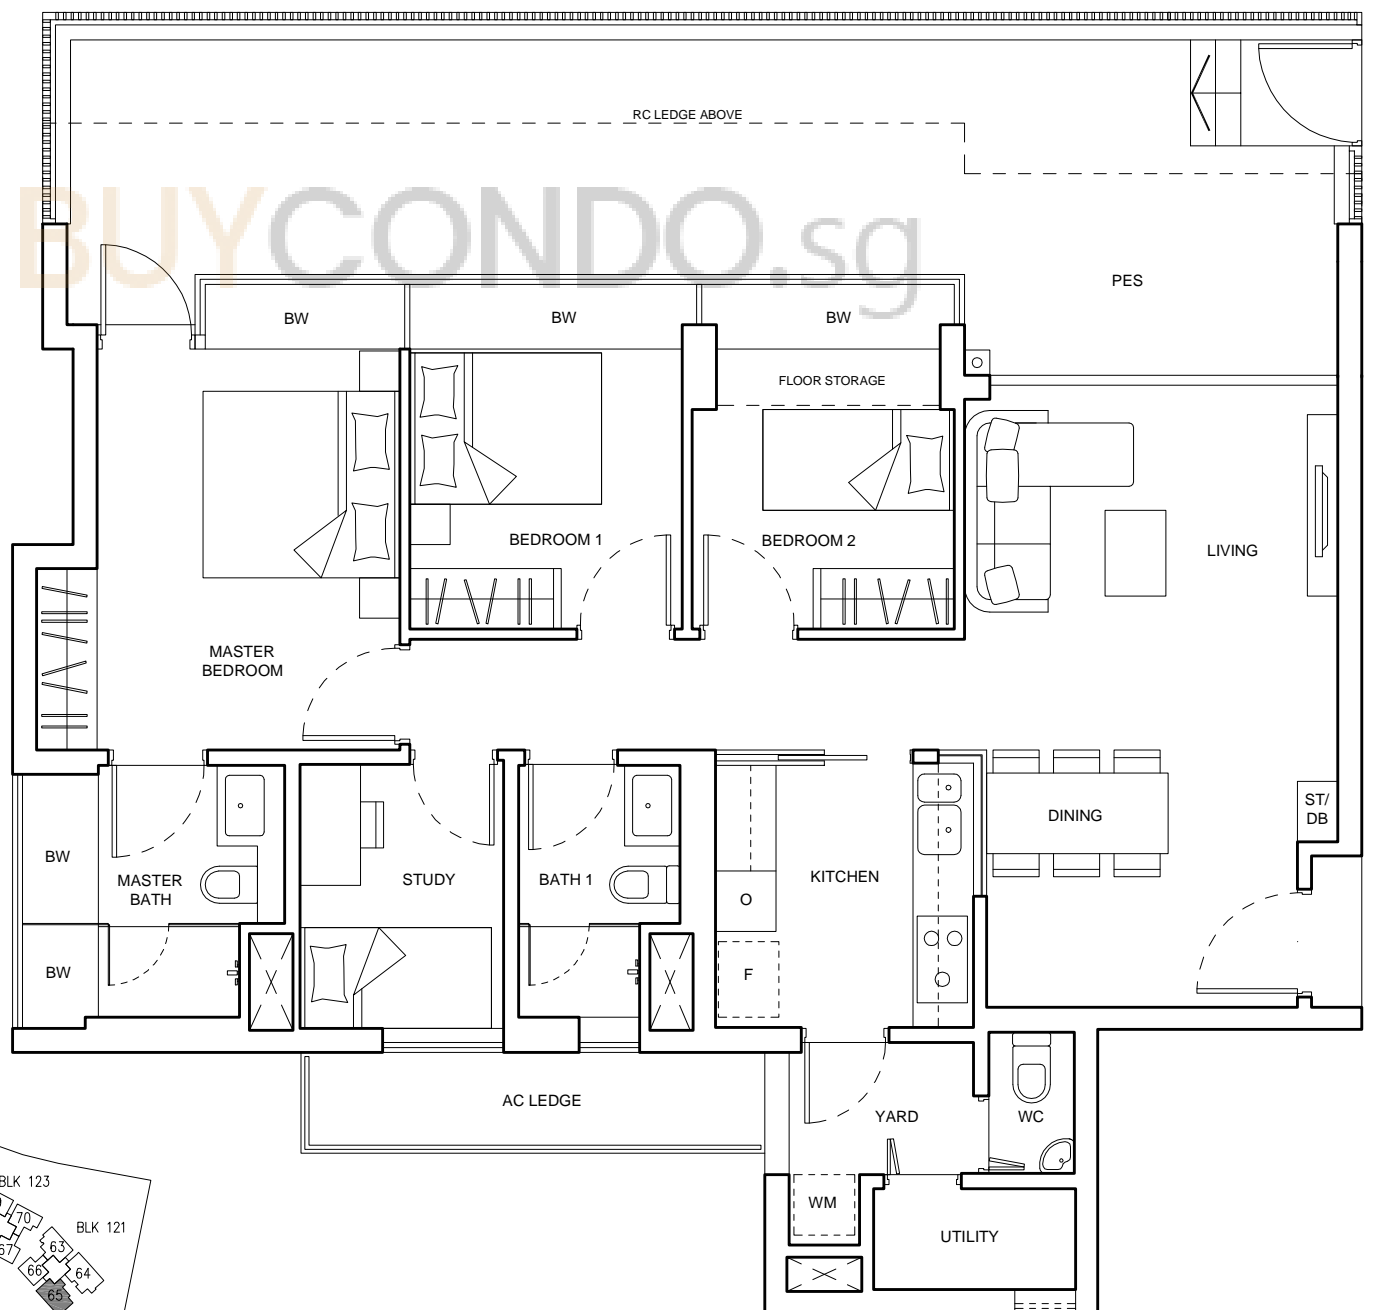 RC LEDGE ABOVE
BUYCONDO.sg
PES
BW
BW
BW
FLOOR STORAGE
BEDROOM 1
BEDROOM 2
LIVING
MASTER
BEDROOM
ST/
DB
DINING
BW
MASTER
BATH
STUDY
BATH 1
KITCHEN
O
BW
F
AC LEDGE
YARD
WC
WM
UTILITY
BLK 123
70
BLK 121
67
63
66
64
65